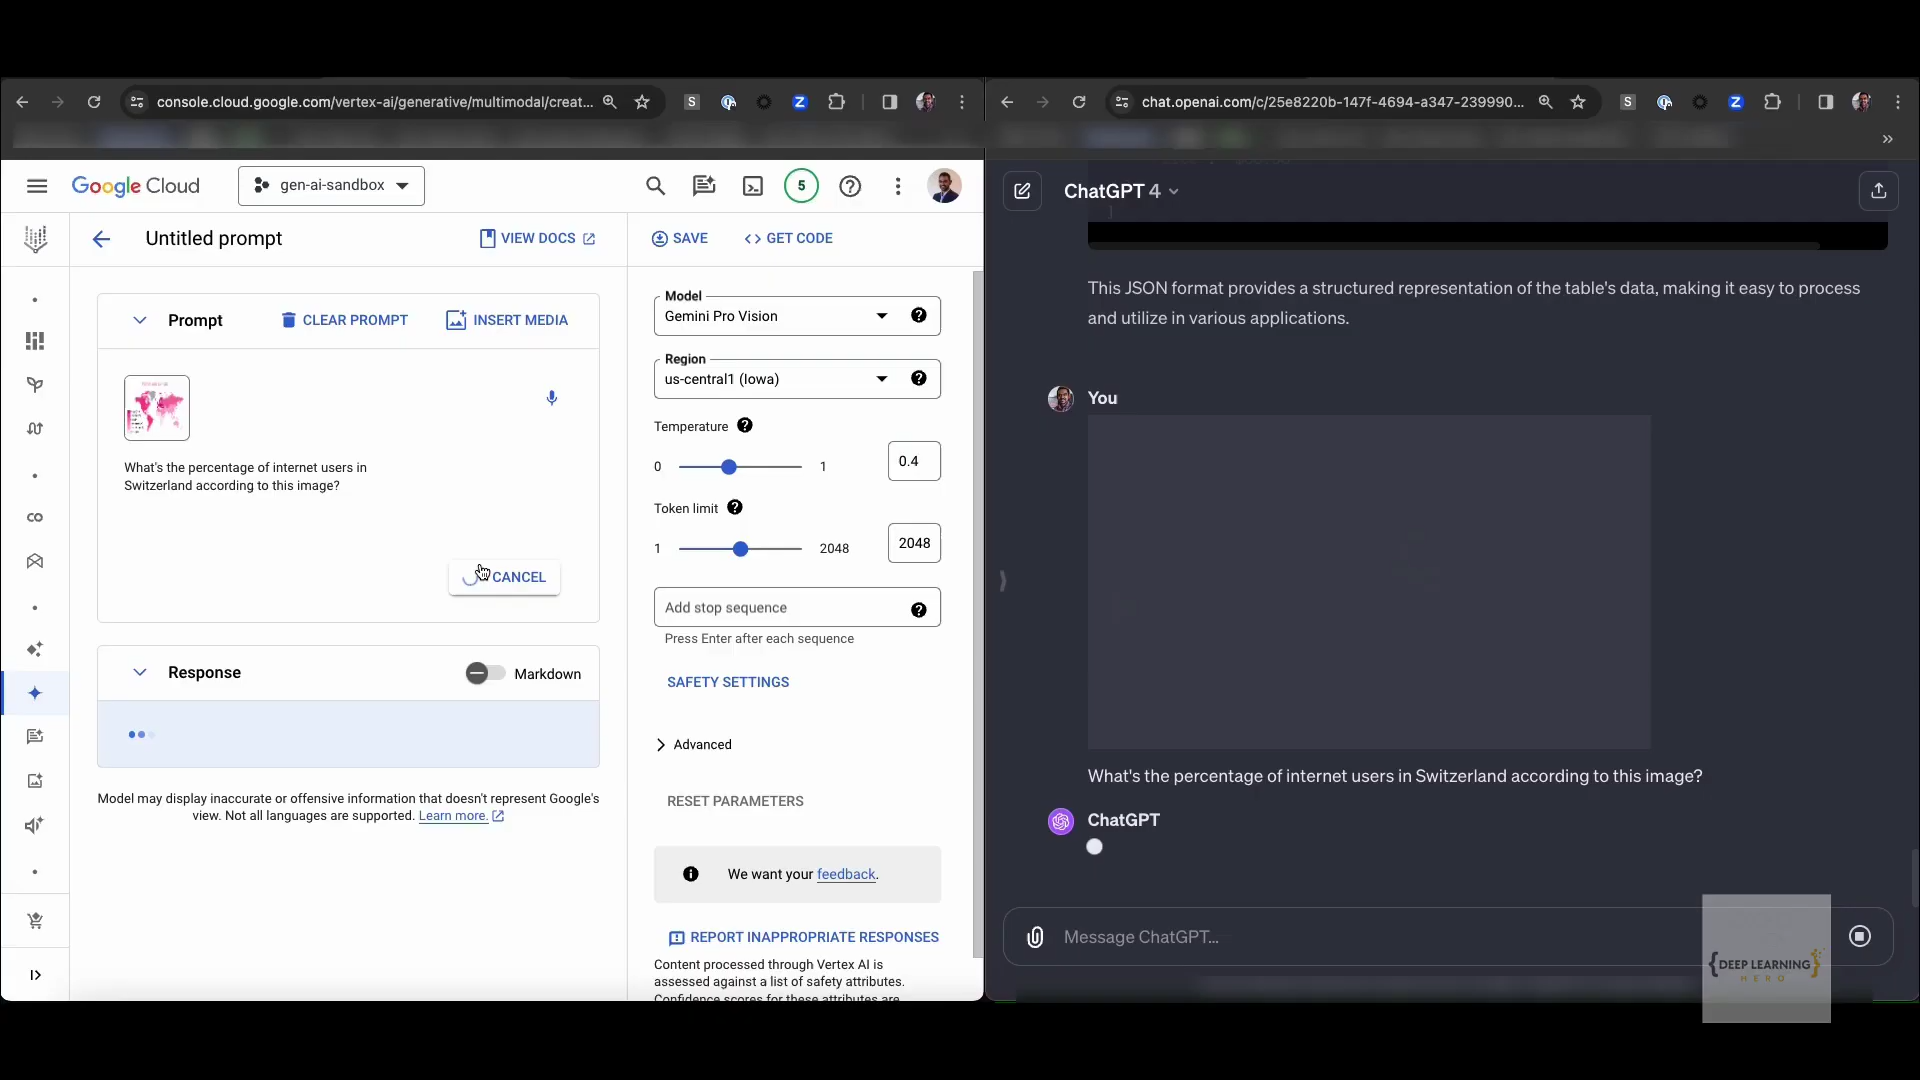 console.cloud.google.com/vertex-ai/generative/multimodal/creat...
S
Z
Google Cloud
gen-ai-sandbox
5
Untitled prompt
VIEW DOCS
SAVE
<> GET CODE
Prompt
CLEAR PROMPT
INSERT MEDIA
What's the percentage of internet users in
Switzerland according to this image?
CANCEL
Response
Markdown
Model may display inaccurate or offensive information that doesn't represent Google's
view. Not all languages are supported. Learn more.
Model
Gemini Pro Vision
Region
us-central1 (Iowa)
Temperature
0
1
0.4
Token limit
1
2048
2048
Add stop sequence
Press Enter after each sequence
SAFETY SETTINGS
Advanced
RESET PARAMETERS
We want your feedback.
REPORT INAPPROPRIATE RESPONSES
Content processed through Vertex AI is
assessed against a list of safety attributes.
Confidence scores for these attributes are
chat.openai.com/c/25e8220b-147f-4694-a347-239990...
S
Z
ChatGPT 4
]
This JSON format provides a structured representation of the table's data, making it easy to process
and utilize in various applications.
You
What's the percentage of internet users in Switzerland according to this image?
ChatGPT
Message ChatGPT...
{DEEP LEARNING}
HERO